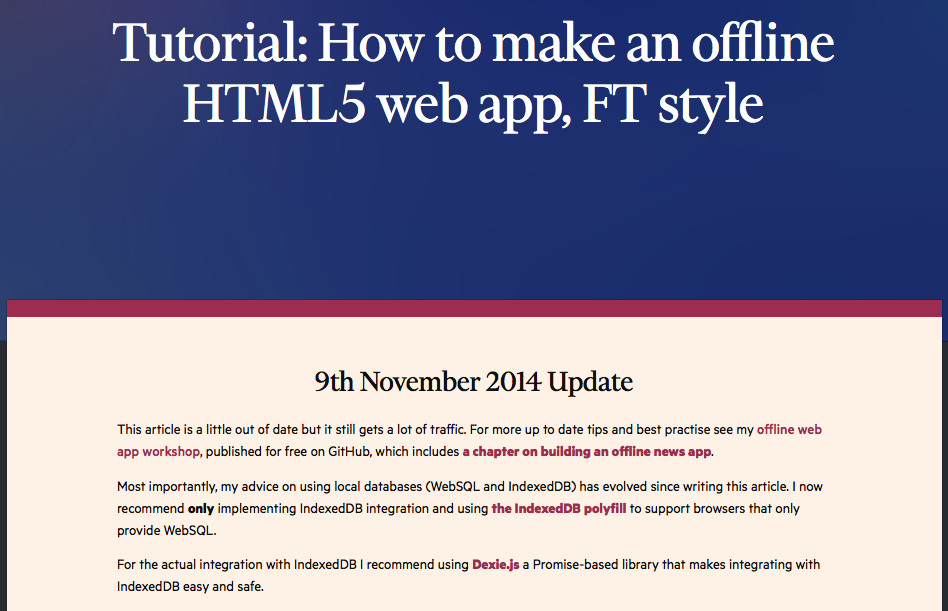 Tutorial: How to make an offline
HTML5 web app, FT style
9th November 2014 Update
This article is a little out of date but it still gets a lot of traffic. For more up to date tips and best practise see my offline web
app workshop, published for free on GitHub, which includes a chapter on building an offline news app.
Most importantly, my advice on using local databases (WebSQL and IndexedDB) has evolved since writing this article. I now
recommend only implementing IndexedDB integration and using the IndexedDB polyfill to support browsers that only
provide WebSQL.
For the actual integration with IndexedDB I recommend using Dexie.js a Promise-based library that makes integrating with
IndexedDB easy and safe.